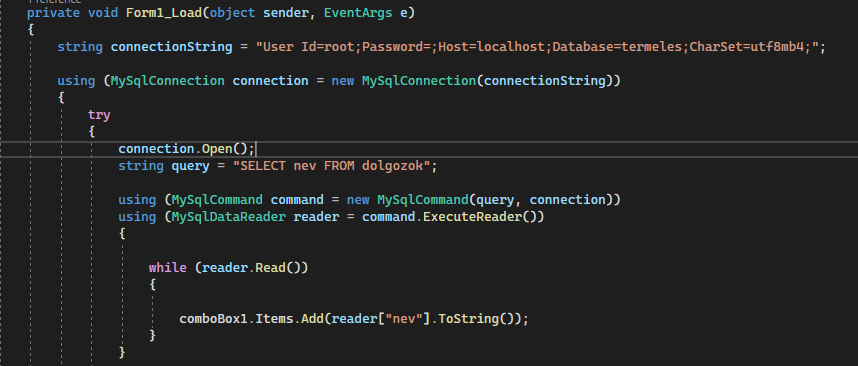 1 reference
private void Form1_Load(object sender, EventArgs e)
{
string connectionString = "User Id=root;Password=;Host=localhost;Database=termeles;CharSet=utf8mb4;";
using (MySqlConnection connection = new MySqlConnection(connectionString))
{
try
{
connection.Open();
string query = "SELECT nev FROM dolgozok";
using (MySqlCommand command = new MySqlCommand(query, connection))
using (MySqlDataReader reader = command.ExecuteReader())
{
while (reader.Read())
{
comboBox1.Items.Add(reader["nev"].ToString());
}
}